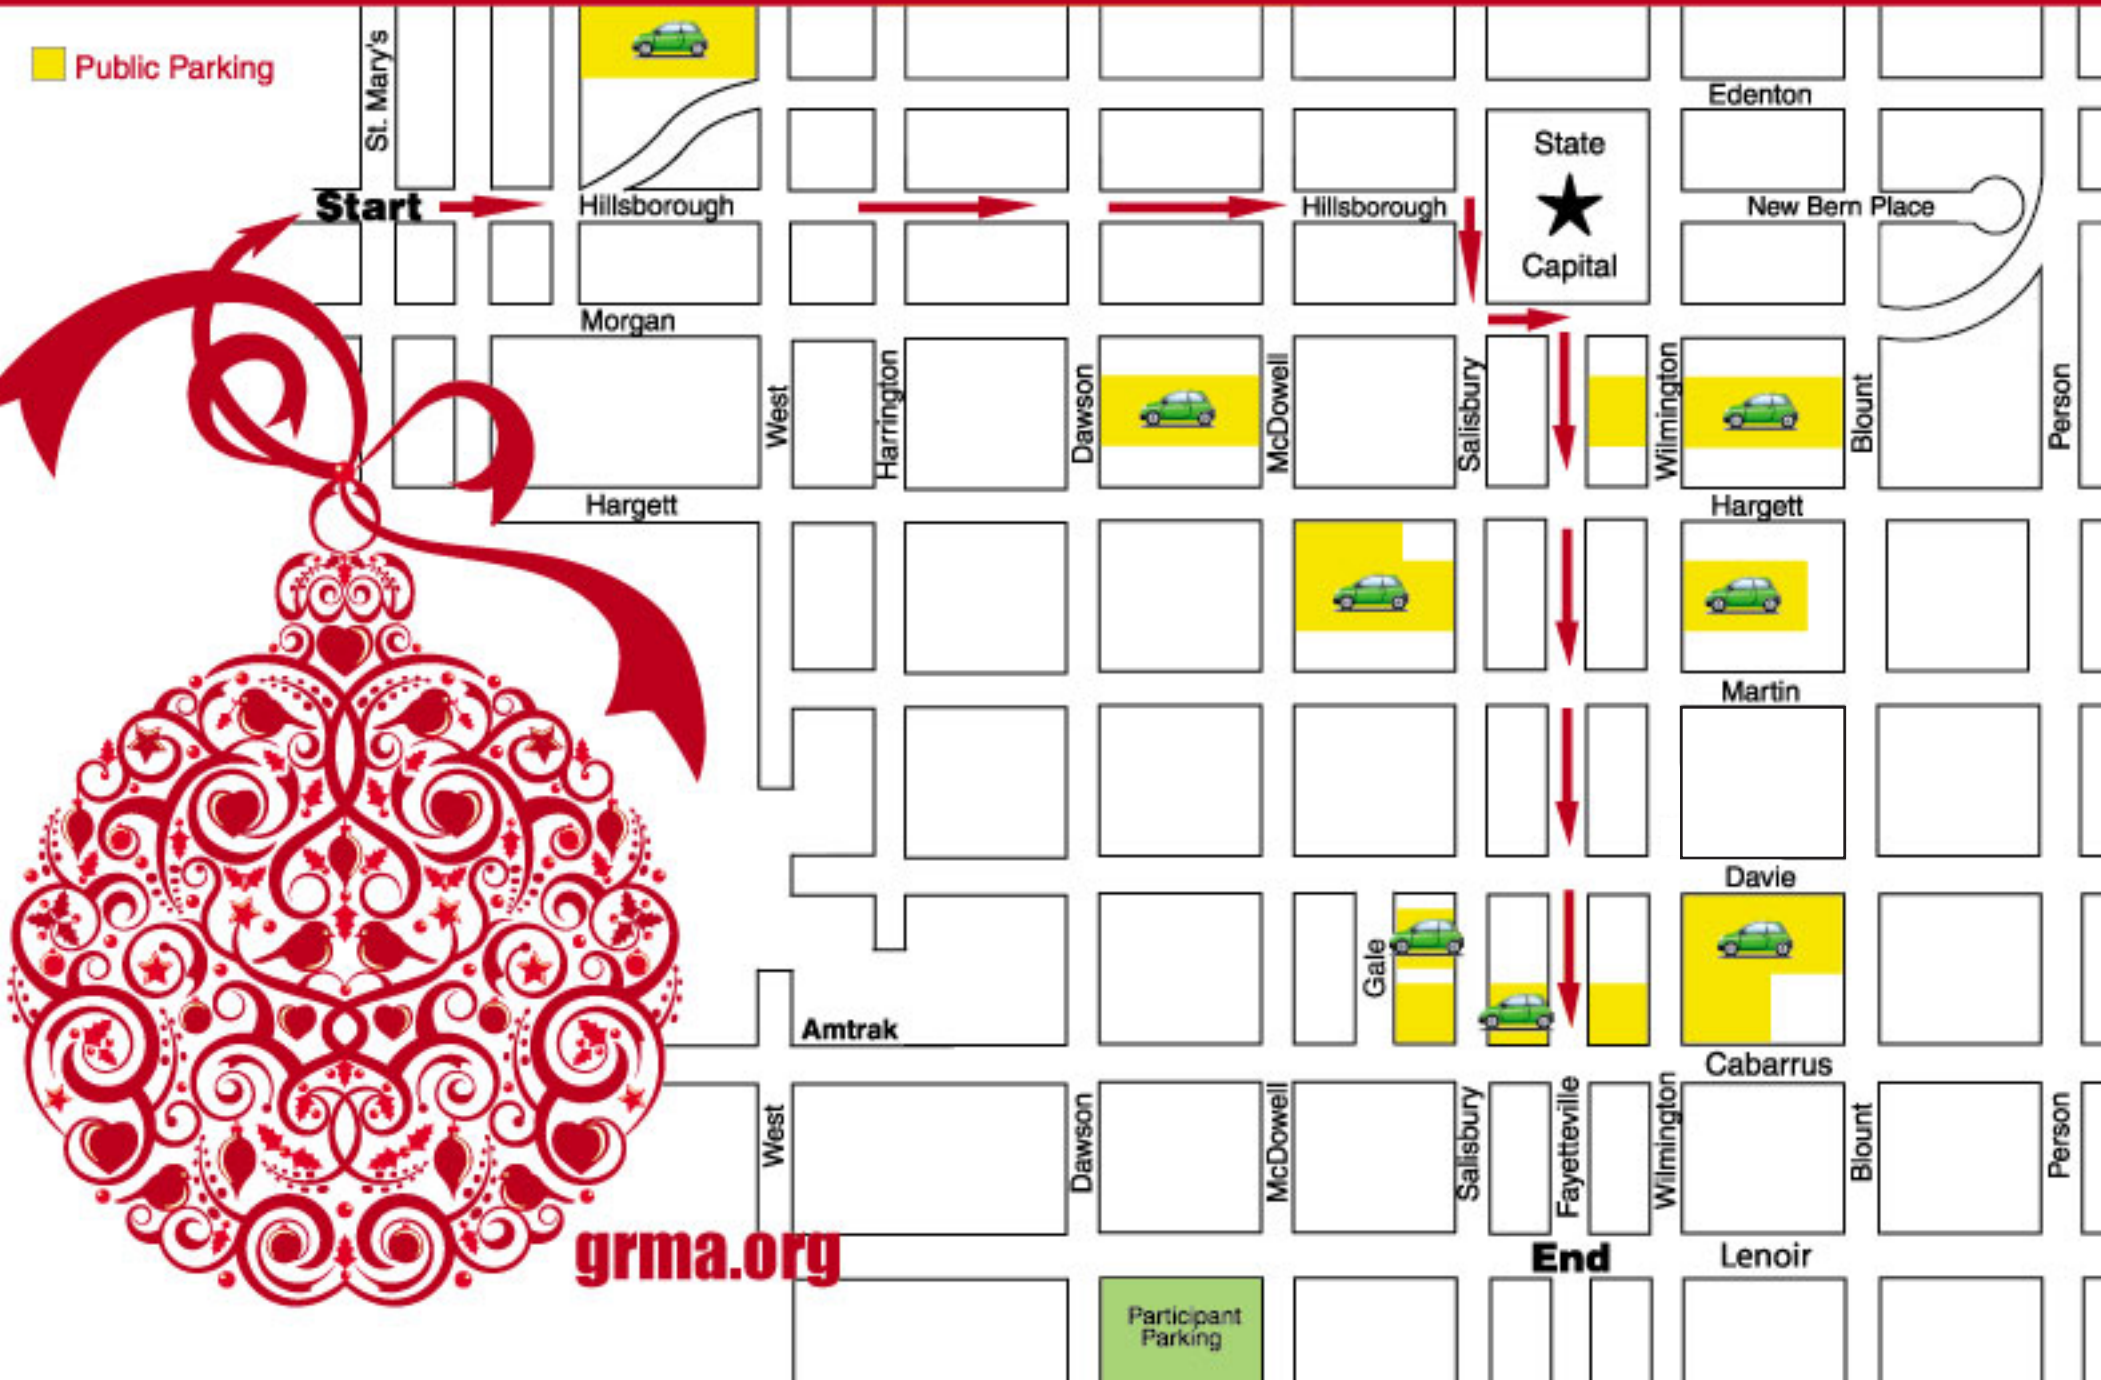 Public Parking
St. Mary's
Edenton
State
Capital
Start
Hillsborough
Hillsborough
New Bern Place
Morgan
West
Harrington
Dawson
McDowell
Salisbury
Wilmington
Blount
Person
Hargett
Hargett
Martin
Davie
Gale
Amtrak
Cabarrus
West
Dawson
McDowell
Salisbury
Fayetteville
Wilmington
Blount
Person
grma.org
End
Lenoir
Participant
Parking